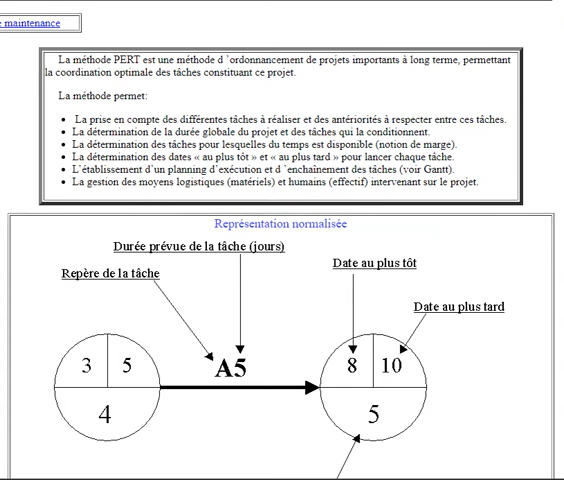 e maintenance
La méthode PERT est une méthode d 'ordonnancement de projets importants à long terme, permettant
la coordination optimale des tâches constituant ce projet.
La méthode permet:
• La prise en compte des différentes tâches à réaliser et des antériorités à respecter entre ces tâches.
• La détermination de la durée globale du projet et des tâches qui la conditionnent.
• La détermination des tâches pour lesquelles du temps est disponible (notion de marge).
• La détermination des dates « au plus tôt » et « au plus tard » pour lancer chaque tâche.
• L'établissement d'un planning d'exécution et d 'enchaînement des tâches (voir Gantt).
• La gestion des moyens logistiques (matériels) et humains (effectif) intervenant sur le projet.
Représentation normalisée
Durée prévue de la tâche (jours)
Repère de la tâche
Date au plus tôt
Date au plus tard
3 5
A5
8 10
4
5